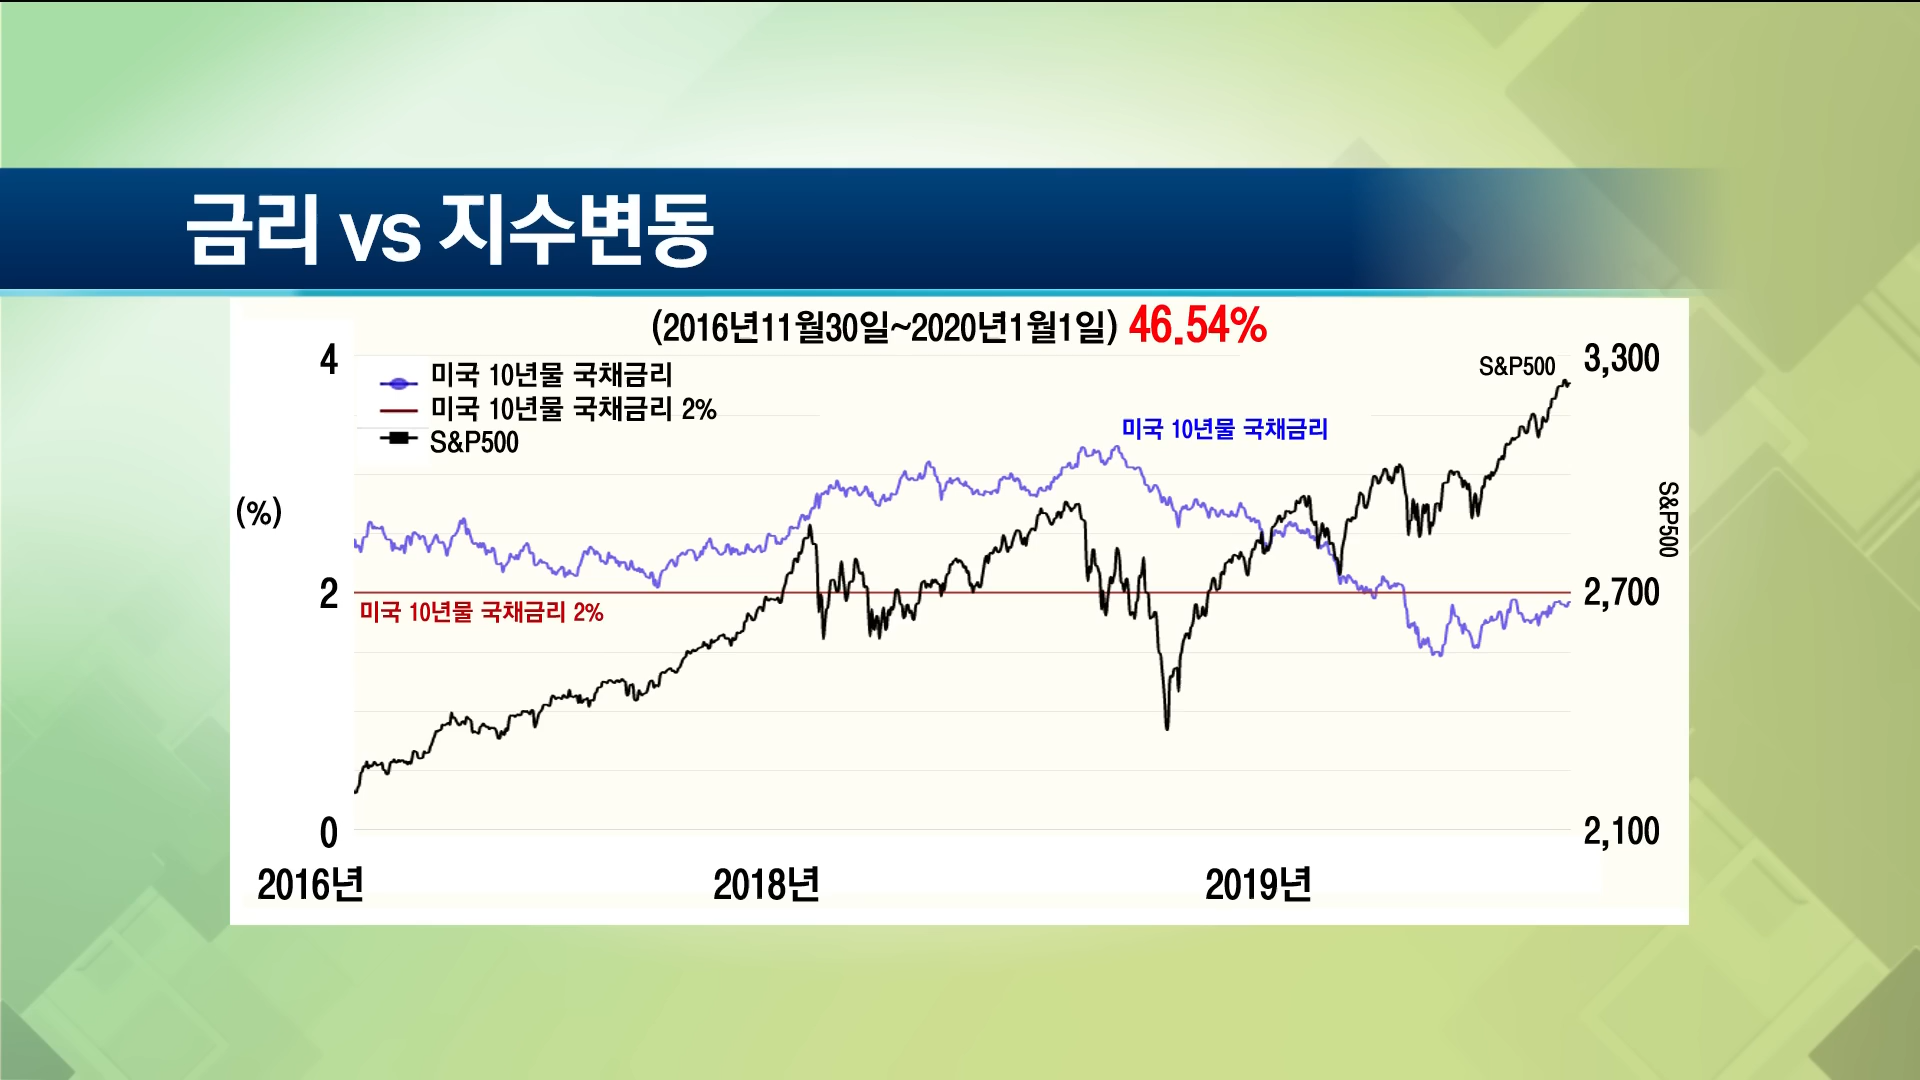 금리 vs 지수변동
(2016년11월30일~2020년1월1일) 46.54%
4
3,300
미국 10년물 국채금리
미국 10년물 국채금리 2%
S&P500
S&P500
미국 10년물 국채금리
(%)
S&P500
2
2,700
미국 10년물 국채금리 2%
0
2,100
2016년
2018년
2019년